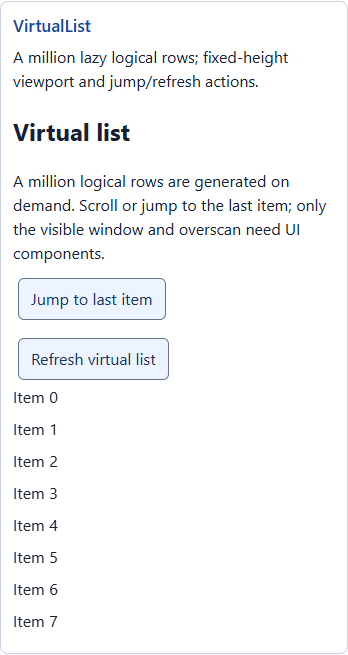 VirtualList
A million lazy logical rows; fixed-height
viewport and jump/refresh actions.
Virtual list
A million logical rows are generated on
demand. Scroll or jump to the last item; only
the visible window and overscan need UI
components.
Jump to last item
Refresh virtual list
Item 0
Item 1
Item 2
Item 3
Item 4
Item 5
Item 6
Item 7